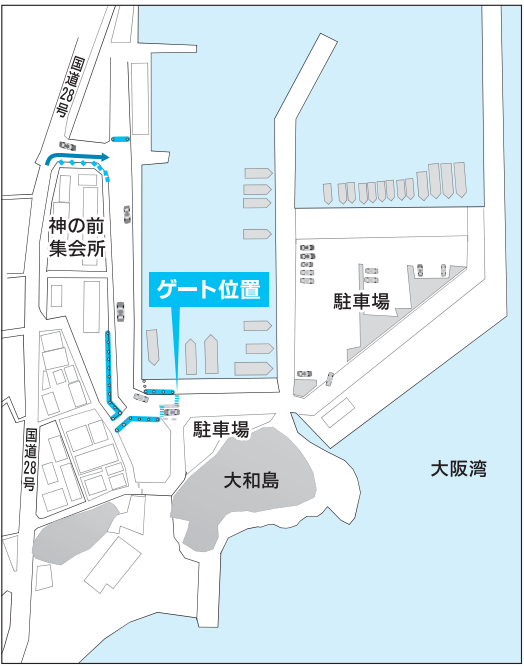 国道28号
神の前
集会所
ゲート位置
駐車場
駐車場
国道28号
大和島
大阪湾